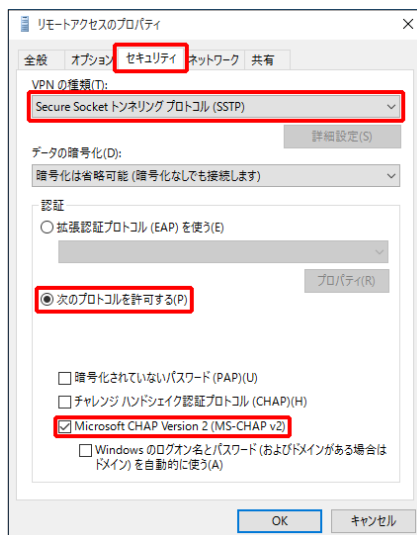 リモートアクセスのプロパティ
全般 オプション セキュリティ ネットワーク 共有
VPN の種類(T):
Secure Socket トンネリング プロトコル (SSTP)
詳細設定(S)
データの暗号化(D):
暗号化は省略可能 (暗号化なしでも接続します)
認証
拡張認証プロトコル (EAP) を使う(E)
プロパティ(R)
次のプロトコルを許可する(P)
暗号化されていないパスワード (PAP)(U)
チャレンジ ハンドシェイク認証プロトコル (CHAP)(H)
Microsoft CHAP Version 2 (MS-CHAP v2)
Windows のログオン名とパスワード (およびドメインがある場合は
ドメイン) を自動的に使う(A)
OK キャンセル